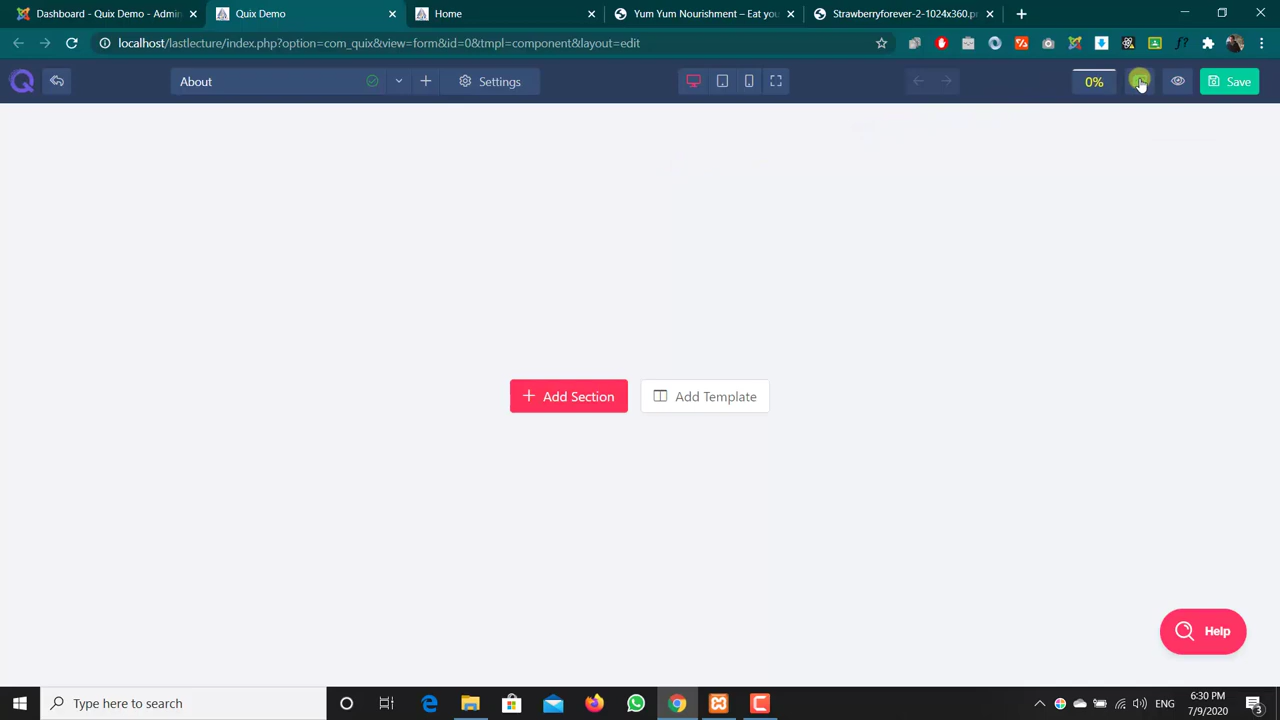 Dashboard - Quix Demo - Admin
Quix Demo
Home
Yum Yum Nourishment – Eat you
Strawberryforever-2-1024x360.p
localhost/lastlecture/index.php?option=com_quix&view=form&id=0&tmpl=component&layout=edit
About
Settings
0%
Save
Add Section
Add Template
Help
Type here to search
ENG
6:30 PM
7/9/2020
3